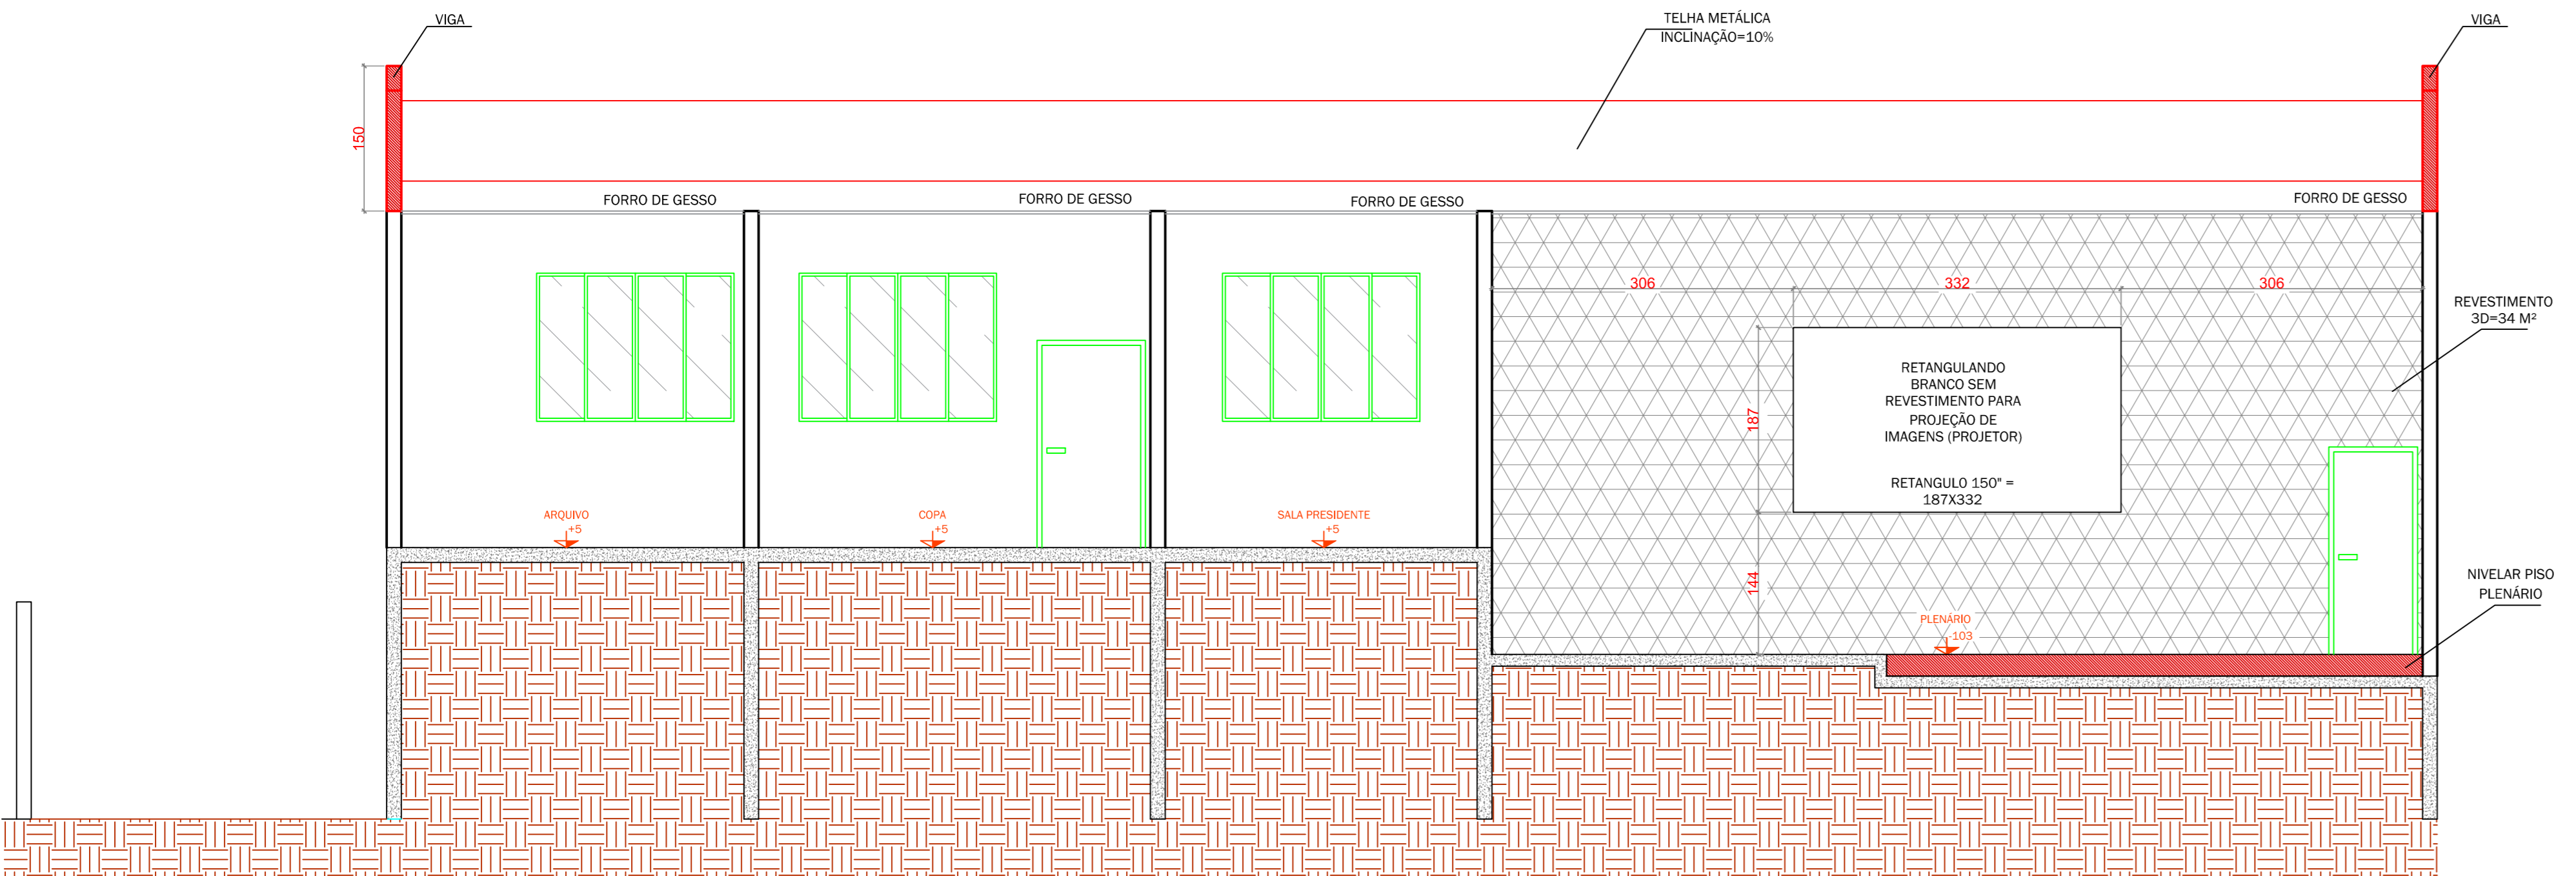 VIGA
TELHA METÁLICA
INCLINAÇÃO=10%
VIGA
150
FORRO DE GESSO
FORRO DE GESSO
FORRO DE GESSO
FORRO DE GESSO
306
332
306
REVESTIMENTO
3D=34 M²
RETANGULANDO
BRANCO SEM
REVESTIMENTO PARA
PROJEÇÃO DE
IMAGENS (PROJETOR)
RETANGULO 150" =
187X332
187
144
ARQUIVO
+5
COPA
+5
SALA PRESIDENTE
+5
PLENÁRIO
-103
NIVELAR PISO
PLENÁRIO